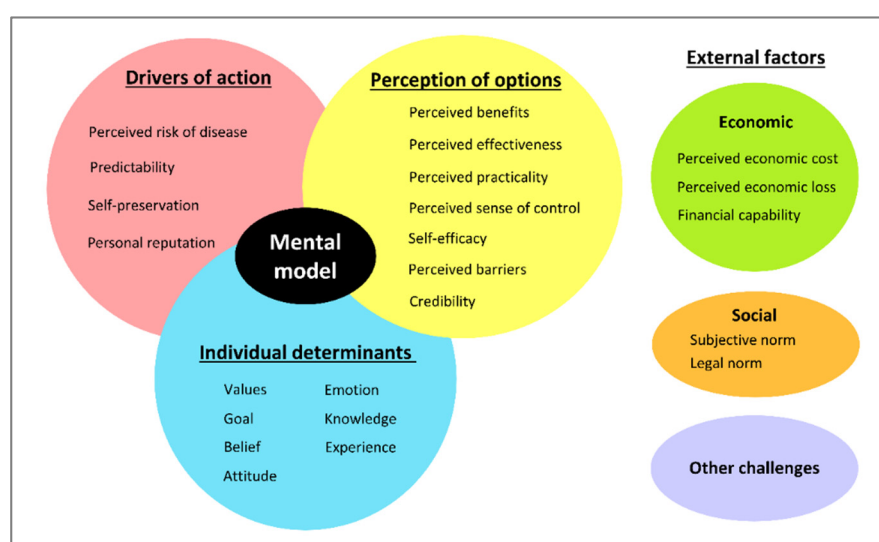 Drivers of action
Perceived risk of disease
Predictability
Self-preservation
Personal reputation
Perception of options
Perceived benefits
Perceived effectiveness
Perceived practicality
Perceived sense of control
Self-efficacy
Perceived barriers
Credibility
Mental
model
Individual determinants
Values
Goal
Belief
Attitude
Emotion
Knowledge
Experience
External factors
Economic
Perceived economic cost
Perceived economic loss
Financial capability
Social
Subjective norm
Legal norm
Other challenges